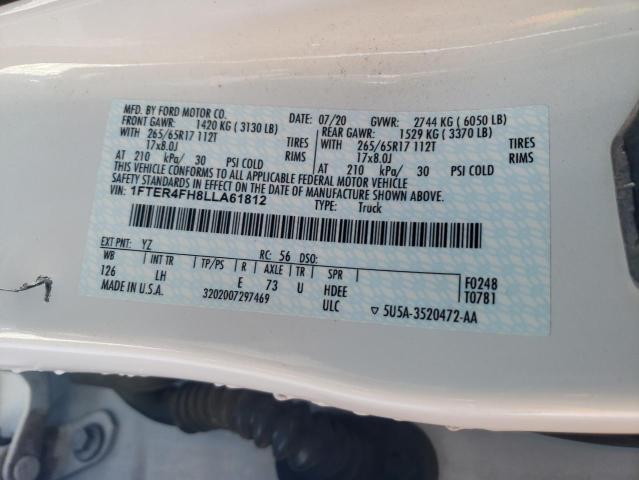 MFD. BY FORD MOTOR CO. DATE: 07/20 GVWR: 2744 KG ( 6050 LB)
FRONT GAWR: 1420 KG ( 3130 LB) REAR GAWR: 1529 KG ( 3370 LB)
WITH 265/65R17 112T TIRES WITH 265/65R17 112T TIRES
17x8.0J RIMS 17x8.0J RIMS
AT 210 kPa/ 30 PSI COLD AT 210 kPa/ 30 PSI COLD
THIS VEHICLE CONFORMS TO ALL APPLICABLE FEDERAL MOTOR VEHICLE
SAFETY STANDARDS IN EFFECT ON THE DATE OF MANUFACTURE SHOWN ABOVE.
VIN: 1FTER4FH8LLA61812 TYPE: Truck
EXT PNT: YZ RC: 56 DSO:
WB INT TR TP/PS R AXLE TR SPR
126 LH E 73 U HDEE F0248
ULC T0781
MADE IN U.S.A. 3202007297469 ▽ 5U5A-3520472-AA